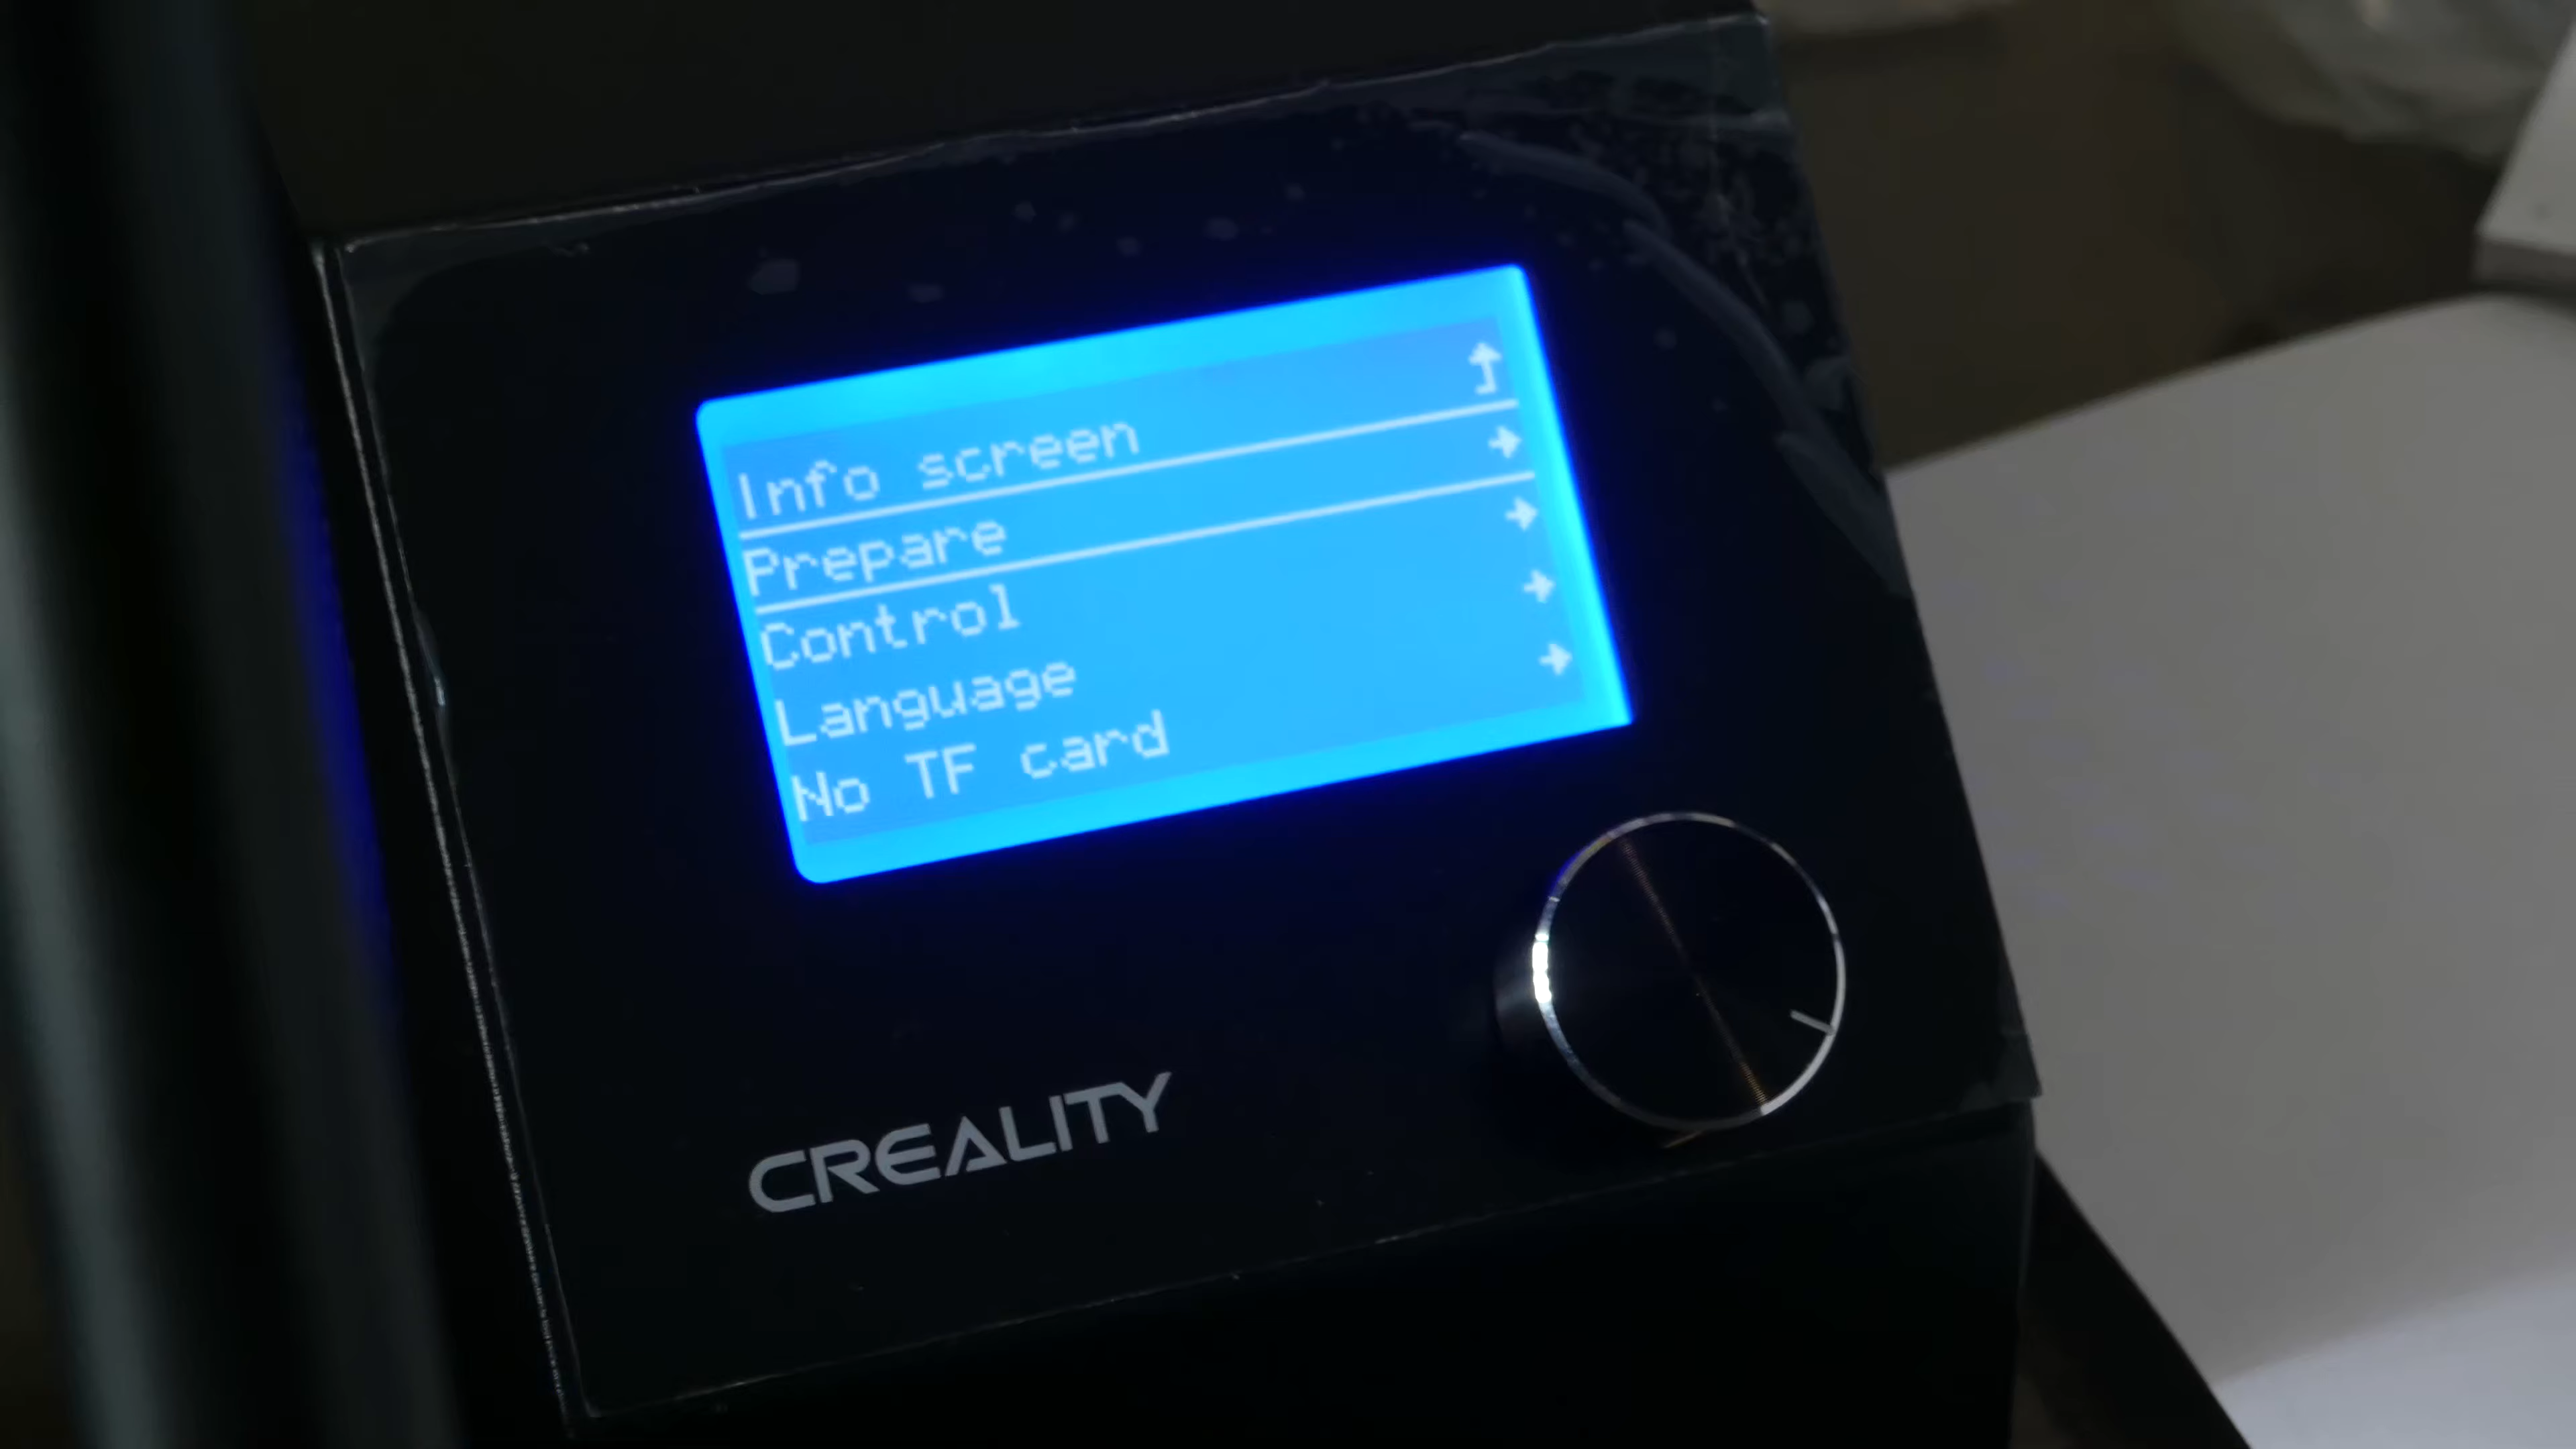 Info screen
Prepare
Control
Language
No TF card
CREALITY